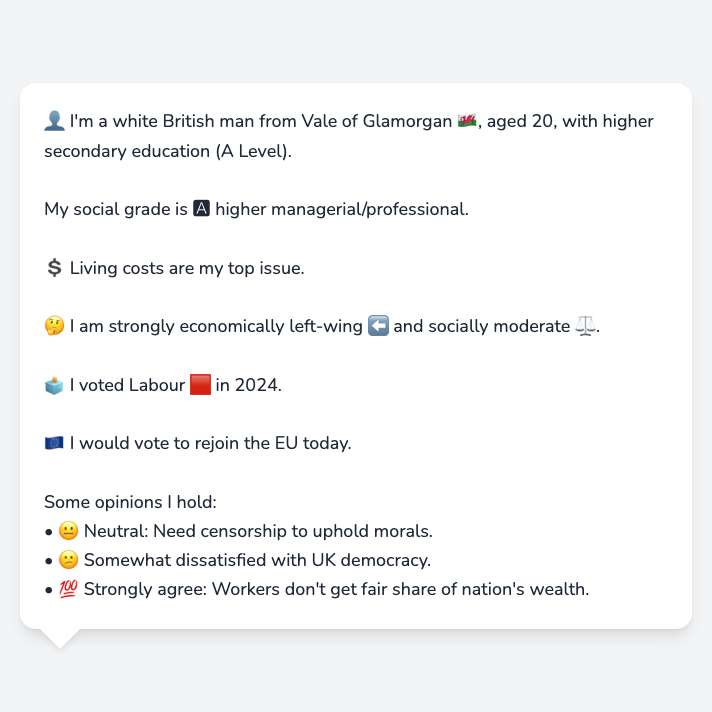 👤 I'm a white British man from Vale of Glamorgan 🏴󠁧󠁢󠁷󠁬󠁳󠁿, aged 20, with higher
secondary education (A Level).
My social grade is 🅰 higher managerial/professional.
💲 Living costs are my top issue.
🤔 I am strongly economically left-wing ⬅️ and socially moderate ⚖️.
🗳️ I voted Labour 🟥 in 2024.
🇪🇺 I would vote to rejoin the EU today.
Some opinions I hold:
• 😐 Neutral: Need censorship to uphold morals.
• 🙁 Somewhat dissatisfied with UK democracy.
• 💯 Strongly agree: Workers don't get fair share of nation's wealth.